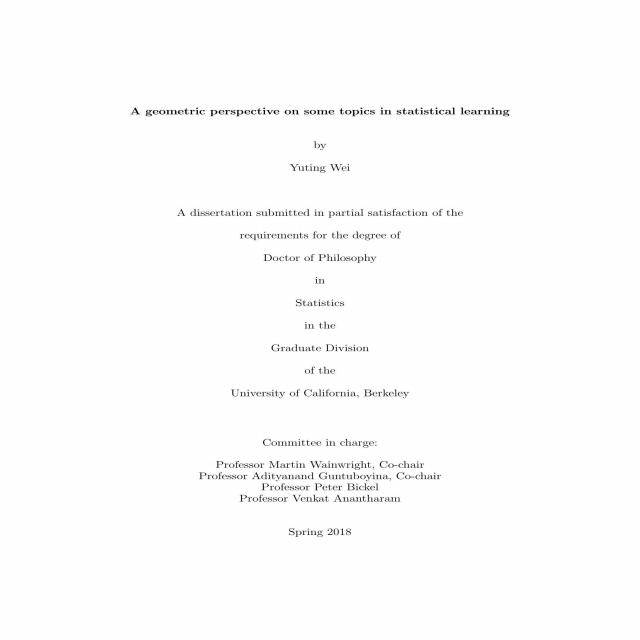 A geometric perspective on some topics in statistical learning
by
Yuting Wei
A dissertation submitted in partial satisfaction of the
requirements for the degree of
Doctor of Philosophy
in
Statistics
in the
Graduate Division
of the
University of California, Berkeley
Committee in charge:
Professor Martin Wainwright, Co-chair
Professor Adityanand Guntuboyina, Co-chair
Professor Peter Bickel
Professor Venkat Anantharam
Spring 2018